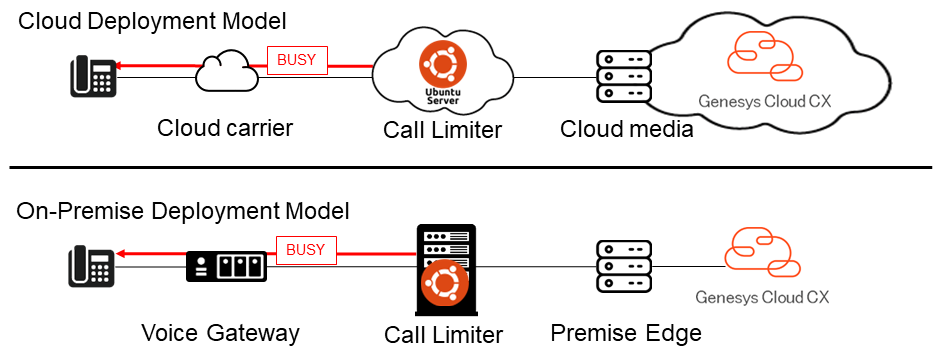 Cloud Deployment Model
BUSY
Ubuntu
Server
Genesys Cloud CX
Cloud carrier
Call Limiter
Cloud media
On-Premise Deployment Model
BUSY
Genesys Cloud CX
Voice Gateway
Call Limiter
Premise Edge